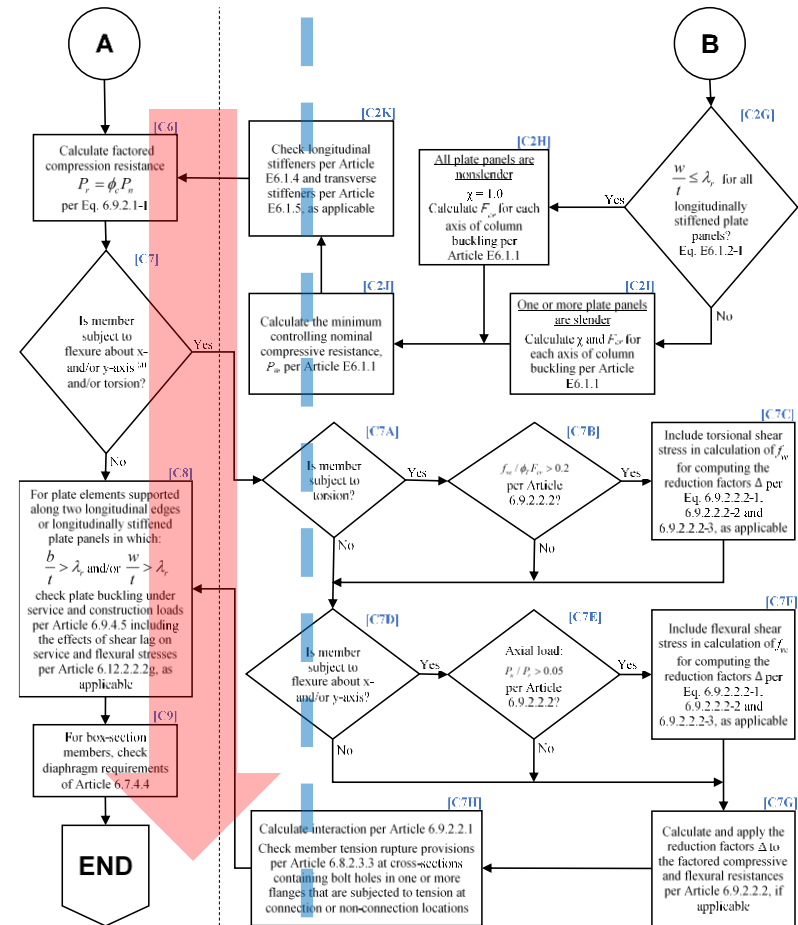 A
B
[C6]
Calculate factored
compression resistance
P_r = ϕ_c P_n
per Eq. 6.9.2.1-1
[C2K]
Check longitudinal
stiffeners per Article
E6.1.4 and transverse
stiffeners per Article
E6.1.5, as applicable
[C2H]
All plate panels are
nonslender
χ = 1.0
Calculate F_cr for each
axis of column
buckling per
Article E6.1.1
Yes
[C2G]
w/t ≤ λ_r for all
longitudinally
stiffened plate
panels?
Eq. E6.1.2-1
No
[C7]
Is member
subject to
flexure about x-
and/or y-axis
and/or torsion?
Yes
No
[C2J]
Calculate the minimum
controlling nominal
compressive resistance,
per Article E6.1.1
[C2I]
One or more plate panels
are slender
Calculate χ and F_cr for
each axis of column
buckling per Article
E6.1.1
[C7A]
Is member
subject to
torsion?
Yes
No
[C7B]
f_ve / ϕ_T F_cv > 0.2
per Article
6.9.2.2.2?
Yes
No
[C7C]
Include torsional shear
stress in calculation of f_ve
for computing the
reduction factors Δ per
Eq. 6.9.2.2.2-1,
6.9.2.2.2-2 and
6.9.2.2.2-3, as applicable
[C8]
For plate elements supported
along two longitudinal edges
or longitudinally stiffened
plate panels in which:
b/t > λ_r and/or w/t > λ_r
check plate buckling under
service and construction loads
per Article 6.9.4.5 including
the effects of shear lag on
service and flexural stresses
per Article 6.12.2.2.2g, as
applicable
[C7D]
Is member
subject to
flexure about x-
and/or y-axis?
Yes
No
[C7E]
Axial load:
P_u / P_r > 0.05
per Article
6.9.2.2.2?
Yes
No
[C7F]
Include flexural shear
stress in calculation of f_ve
for computing the
reduction factors Δ per
Eq. 6.9.2.2.2-1,
6.9.2.2.2-2 and
6.9.2.2.2-3, as applicable
[C9]
For box-section
members, check
diaphragm requirements
of Article 6.7.4.4
END
[C7H]
Calculate interaction per Article 6.9.2.2.1
Check member tension rupture provisions
per Article 6.8.2.3.3 at cross-sections
containing bolt holes in one or more
flanges that are subjected to tension at
connection or non-connection locations
[C7G]
Calculate and apply the
reduction factors Δ to
the factored compressive
and flexural resistances
per Article 6.9.2.2.2, if
applicable